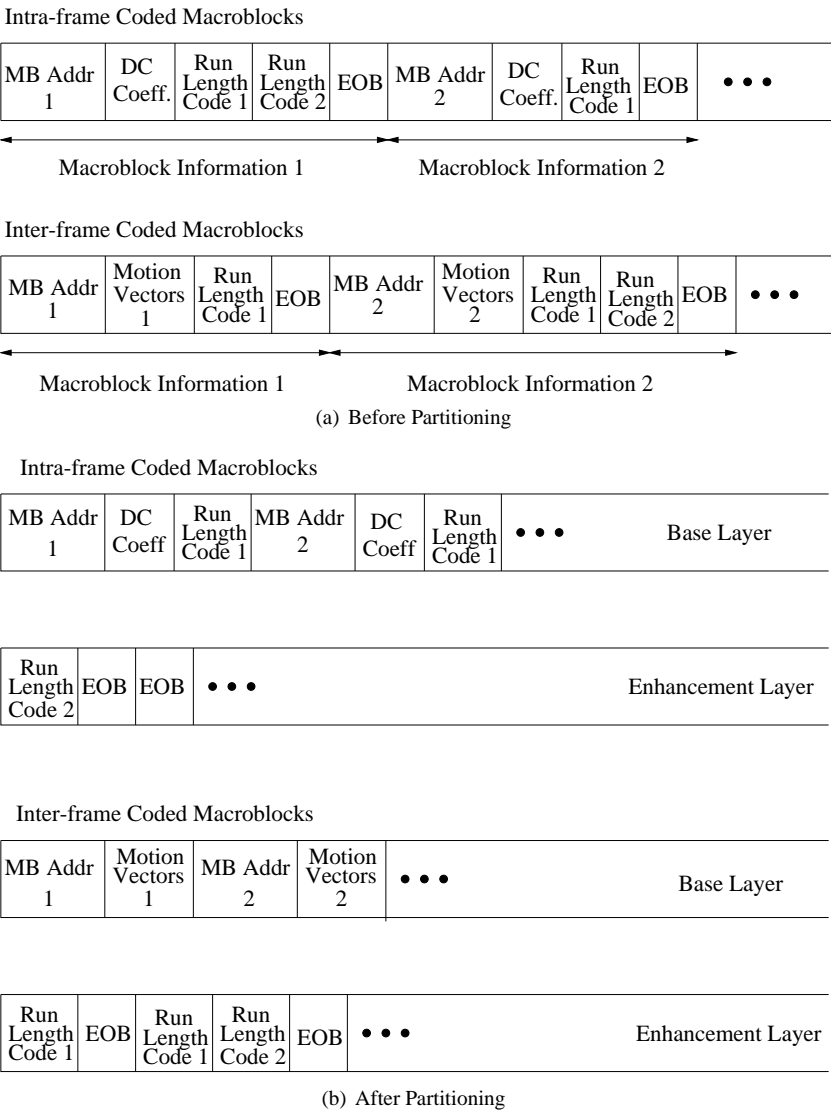 Intra-frame Coded Macroblocks
MB Addr 1
DC Coeff.
Run Length Code 1
Run Length Code 2
EOB
MB Addr 2
DC Coeff.
Run Length Code 1
EOB
Macroblock Information 1
Macroblock Information 2
Inter-frame Coded Macroblocks
MB Addr 1
Motion Vectors 1
Run Length Code 1
EOB
MB Addr 2
Motion Vectors 2
Run Length Code 1
Run Length Code 2
EOB
Macroblock Information 1
Macroblock Information 2
(a) Before Partitioning
Intra-frame Coded Macroblocks
MB Addr 1
DC Coeff
Run Length Code 1
MB Addr 2
DC Coeff
Run Length Code 1
Base Layer
Run Length Code 2
EOB
EOB
Enhancement Layer
Inter-frame Coded Macroblocks
MB Addr 1
Motion Vectors 1
MB Addr 2
Motion Vectors 2
Base Layer
Run Length Code 1
EOB
Run Length Code 1
Run Length Code 2
EOB
Enhancement Layer
(b) After Partitioning